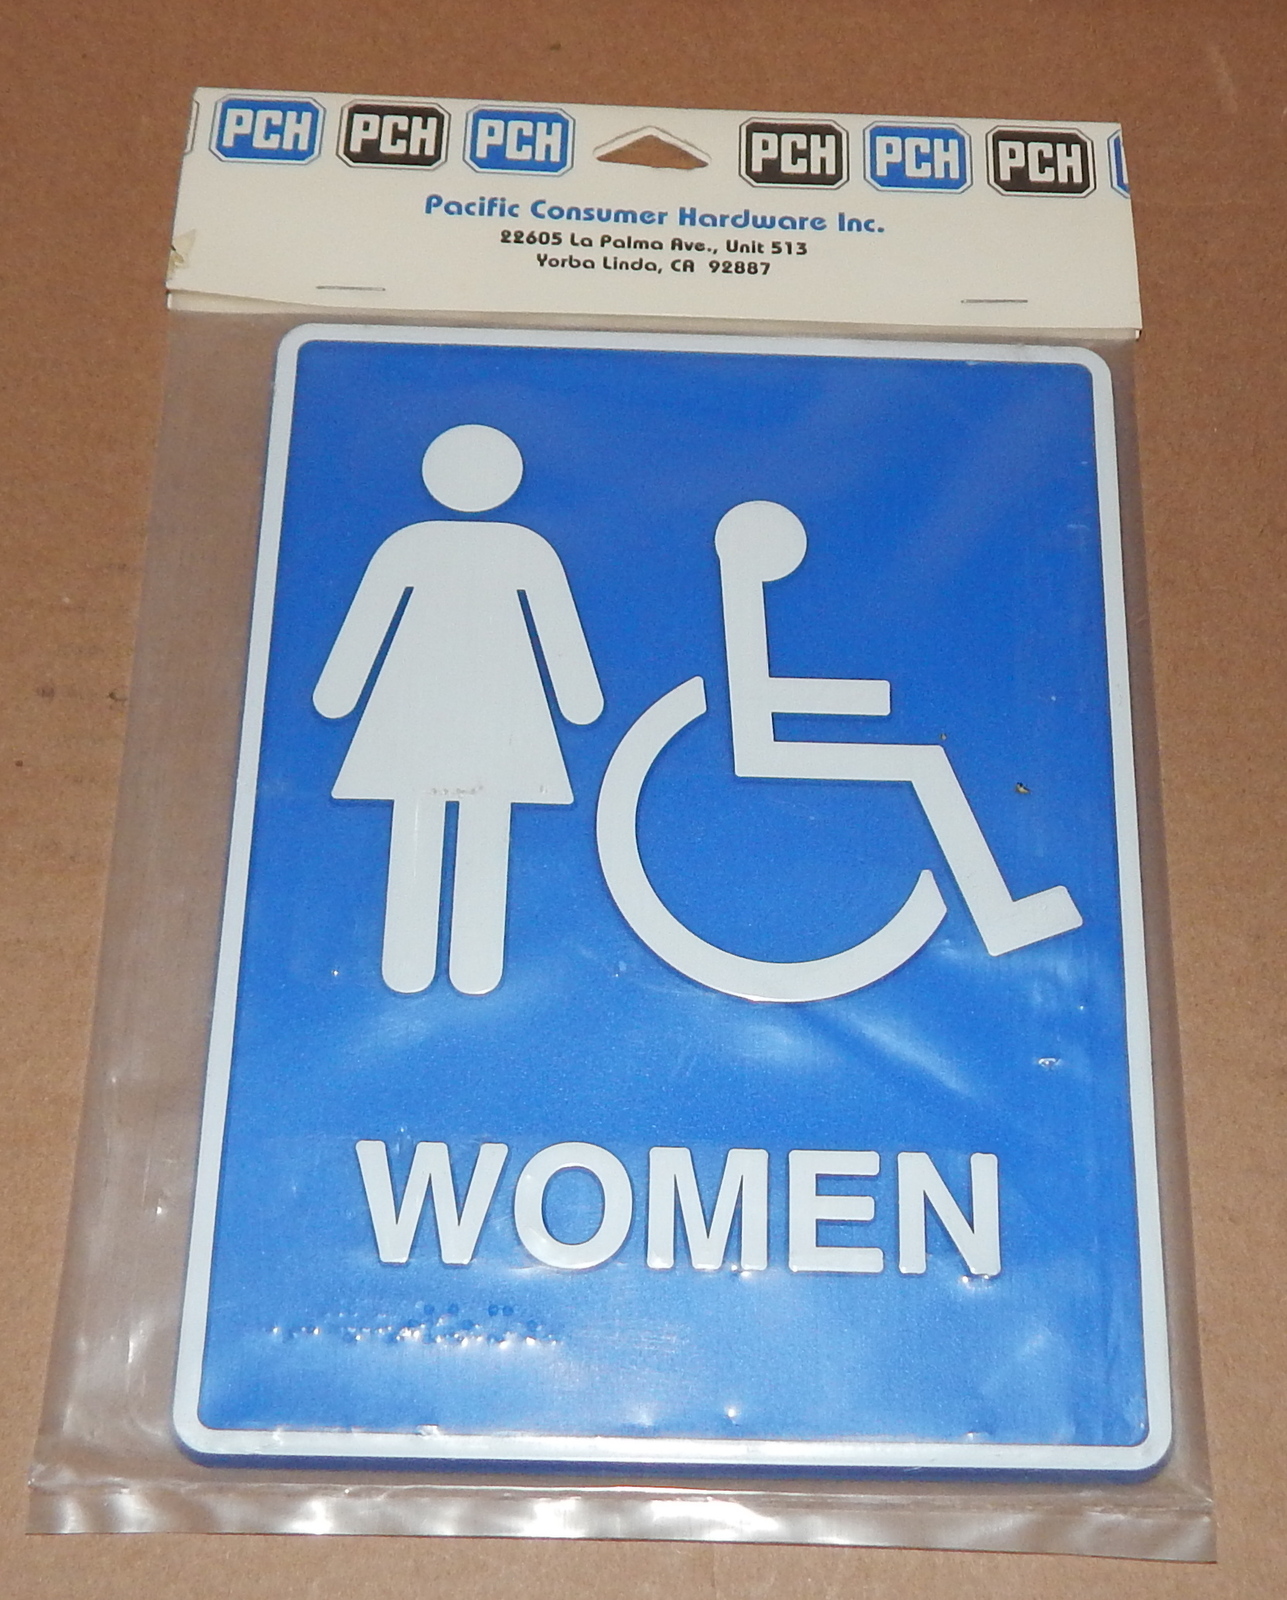 PCH PCH PCH PCH PCH PCH
Pacific Consumer Hardware Inc.
22605 La Palma Ave., Unit 513
Yorba Linda, CA 92887
WOMEN